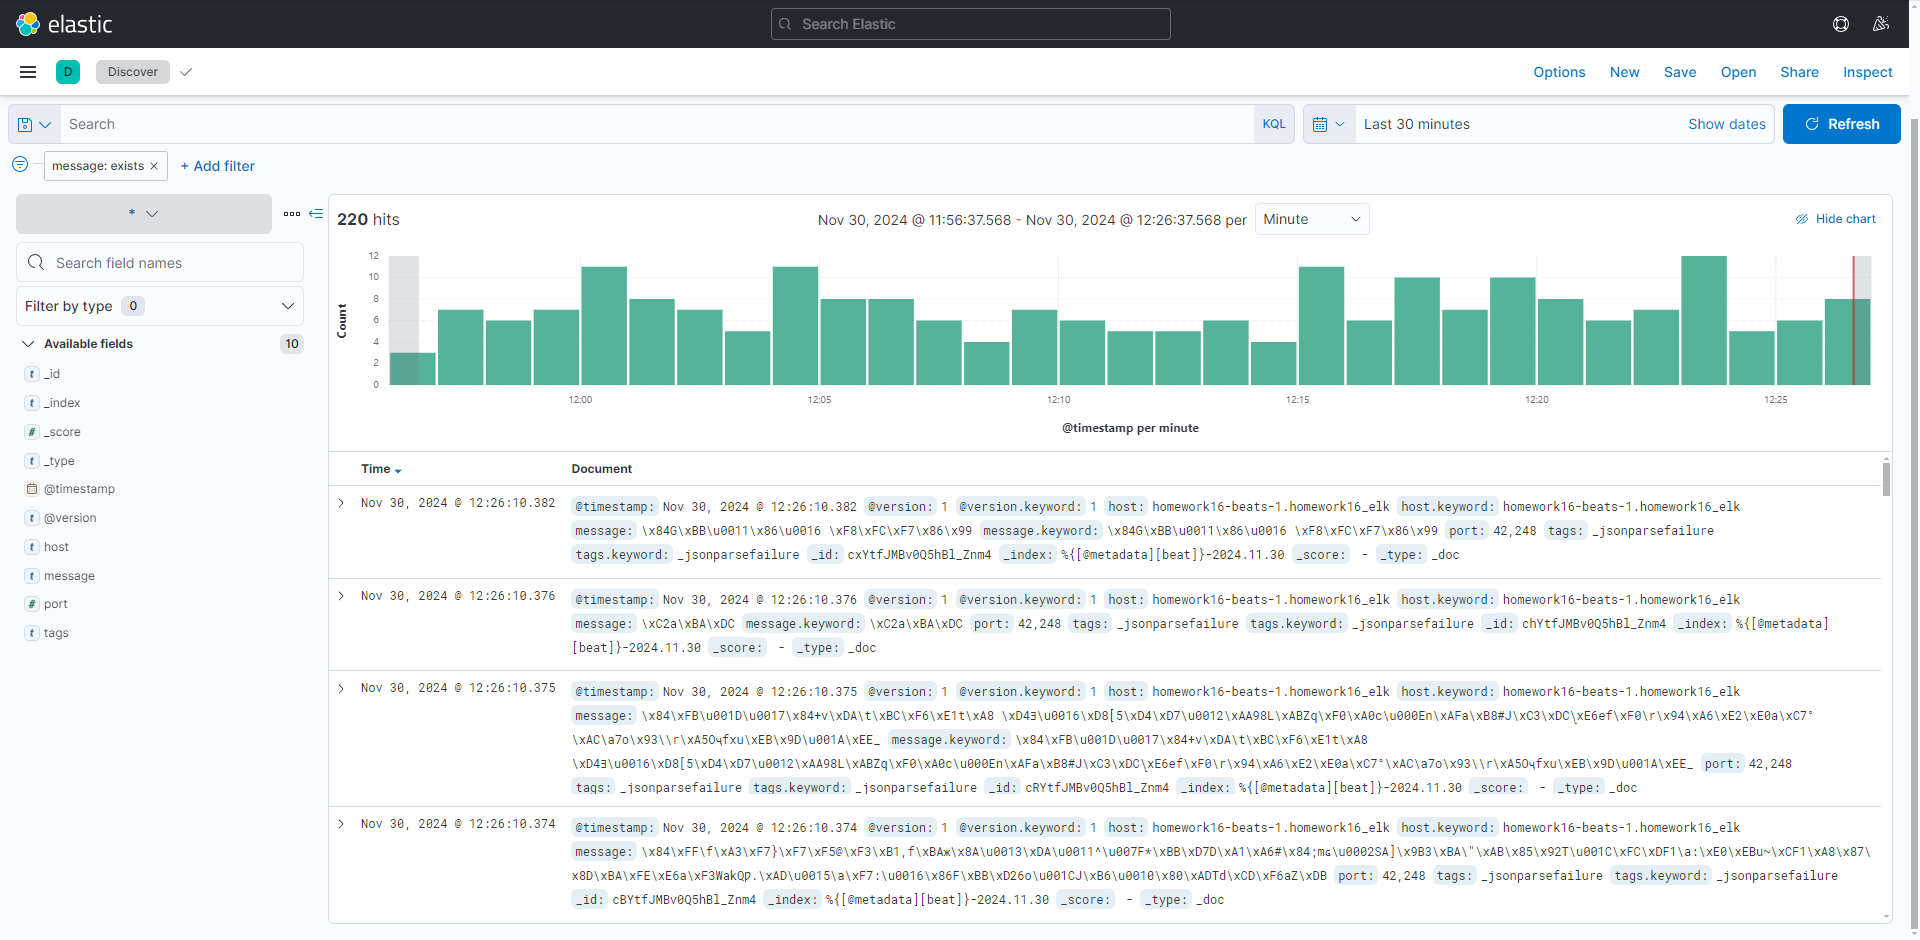 elastic
Search Elastic
D Discover Options New Save Open Share Inspect
Search KQL Last 30 minutes Show dates Refresh
message: exists × + Add filter
*
220 hits Nov 30, 2024 @ 11:56:37.568 - Nov 30, 2024 @ 12:26:37.568 per Minute Hide chart
Search field names
Filter by type 0
Available fields 10
t _id
t _index
# _score
t _type
@timestamp
t @version
t host
t message
# port
t tags
Count
12
10
8
6
4
2
0
12:00 12:05 12:10 12:15 12:20 12:25
@timestamp per minute
Time Document
Nov 30, 2024 @ 12:26:10.382 @timestamp: Nov 30, 2024 @ 12:26:10.382 @version: 1 @version.keyword: 1 host: homework16-beats-1.homework16_elk host.keyword: homework16-beats-1.homework16_elk
message: \x84G\xBB\u0011\x86\u0016 \xF8\xFC\xF7\x86\x99 message.keyword: \x84G\xBB\u0011\x86\u0016 \xF8\xFC\xF7\x86\x99 port: 42,248 tags: _jsonparsefailure
tags.keyword: _jsonparsefailure _id: cxYtfJMBv0Q5hBl_Znm4 _index: %{[@metadata][beat]}-2024.11.30 _score: - _type: _doc
Nov 30, 2024 @ 12:26:10.376 @timestamp: Nov 30, 2024 @ 12:26:10.376 @version: 1 @version.keyword: 1 host: homework16-beats-1.homework16_elk host.keyword: homework16-beats-1.homework16_elk
message: \xC2a\xBA\xDC message.keyword: \xC2a\xBA\xDC port: 42,248 tags: _jsonparsefailure tags.keyword: _jsonparsefailure _id: chYtfJMBv0Q5hBl_Znm4 _index: %{[@metadata]
[beat]}-2024.11.30 _score: - _type: _doc
Nov 30, 2024 @ 12:26:10.375 @timestamp: Nov 30, 2024 @ 12:26:10.375 @version: 1 @version.keyword: 1 host: homework16-beats-1.homework16_elk host.keyword: homework16-beats-1.homework16_elk
message: \x84\xFB\u001D\u0017\x84+v\xDA\t\xBC\xF6\xE1t\xA8 \xD4ﾖ\u0016\xD8[5\xD4\xD7\u0012\xAA98L\xABZq\xF0\xA0c\u000En\xAFa\xB8#J\xC3\xDC\xE6ef\xF0\r\x94\xA6\xE2\xE0a\xC7°
\xAC\a7o\x93\\r\xA5Oҷfxu\xEB\x9D\u001A\xEE_ message.keyword: \x84\xFB\u001D\u0017\x84+v\xDA\t\xBC\xF6\xE1t\xA8
\xD4ﾖ\u0016\xD8[5\xD4\xD7\u0012\xAA98L\xABZq\xF0\xA0c\u000En\xAFa\xB8#J\xC3\xDC\xE6ef\xF0\r\x94\xA6\xE2\xE0a\xC7°\xAC\a7o\x93\\r\xA5Oҷfxu\xEB\x9D\u001A\xEE_ port: 42,248
tags: _jsonparsefailure tags.keyword: _jsonparsefailure _id: cRYtfJMBv0Q5hBl_Znm4 _index: %{[@metadata][beat]}-2024.11.30 _score: - _type: _doc
Nov 30, 2024 @ 12:26:10.374 @timestamp: Nov 30, 2024 @ 12:26:10.374 @version: 1 @version.keyword: 1 host: homework16-beats-1.homework16_elk host.keyword: homework16-beats-1.homework16_elk
message: \x84\xFF\f\xA3\xF7}\xF7\xF5@\xF3\xB1,f\xBAж\x8A\u0013\xDA\u0011^\u007F*\xBB\xD7D\xA1\xA6#\x84;mɕ\u0002SA]\x9B3\xBA\"\xAB\x85\x92T\u001C\xFC\xDF1\a:\xE0\xEBu~\xCF1\xA8\x87\
x8D\xBA\xFE\xE6a\xF3WakQק.\xAD\u0015\a\xF7:\u0016\x86F\xBB\xD26o\u001CJ\xB6\u0010\x80\xADTd\xCD\xF6aZ\xDB port: 42,248 tags: _jsonparsefailure tags.keyword: _jsonparsefailure
_id: cBYtfJMBv0Q5hBl_Znm4 _index: %{[@metadata][beat]}-2024.11.30 _score: - _type: _doc